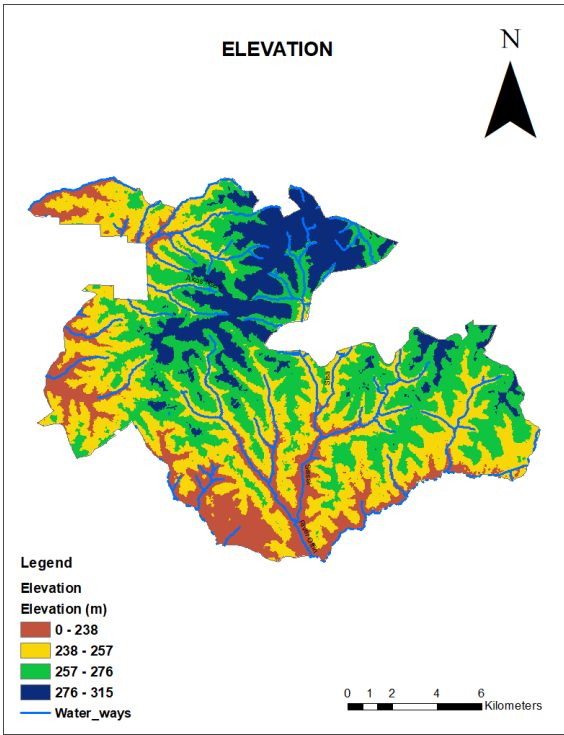 ELEVATION
N
Legend
Elevation
Elevation (m)
0 - 238
238 - 257
257 - 276
276 - 315
Water_ways
0 1 2 4 6
Kilometers